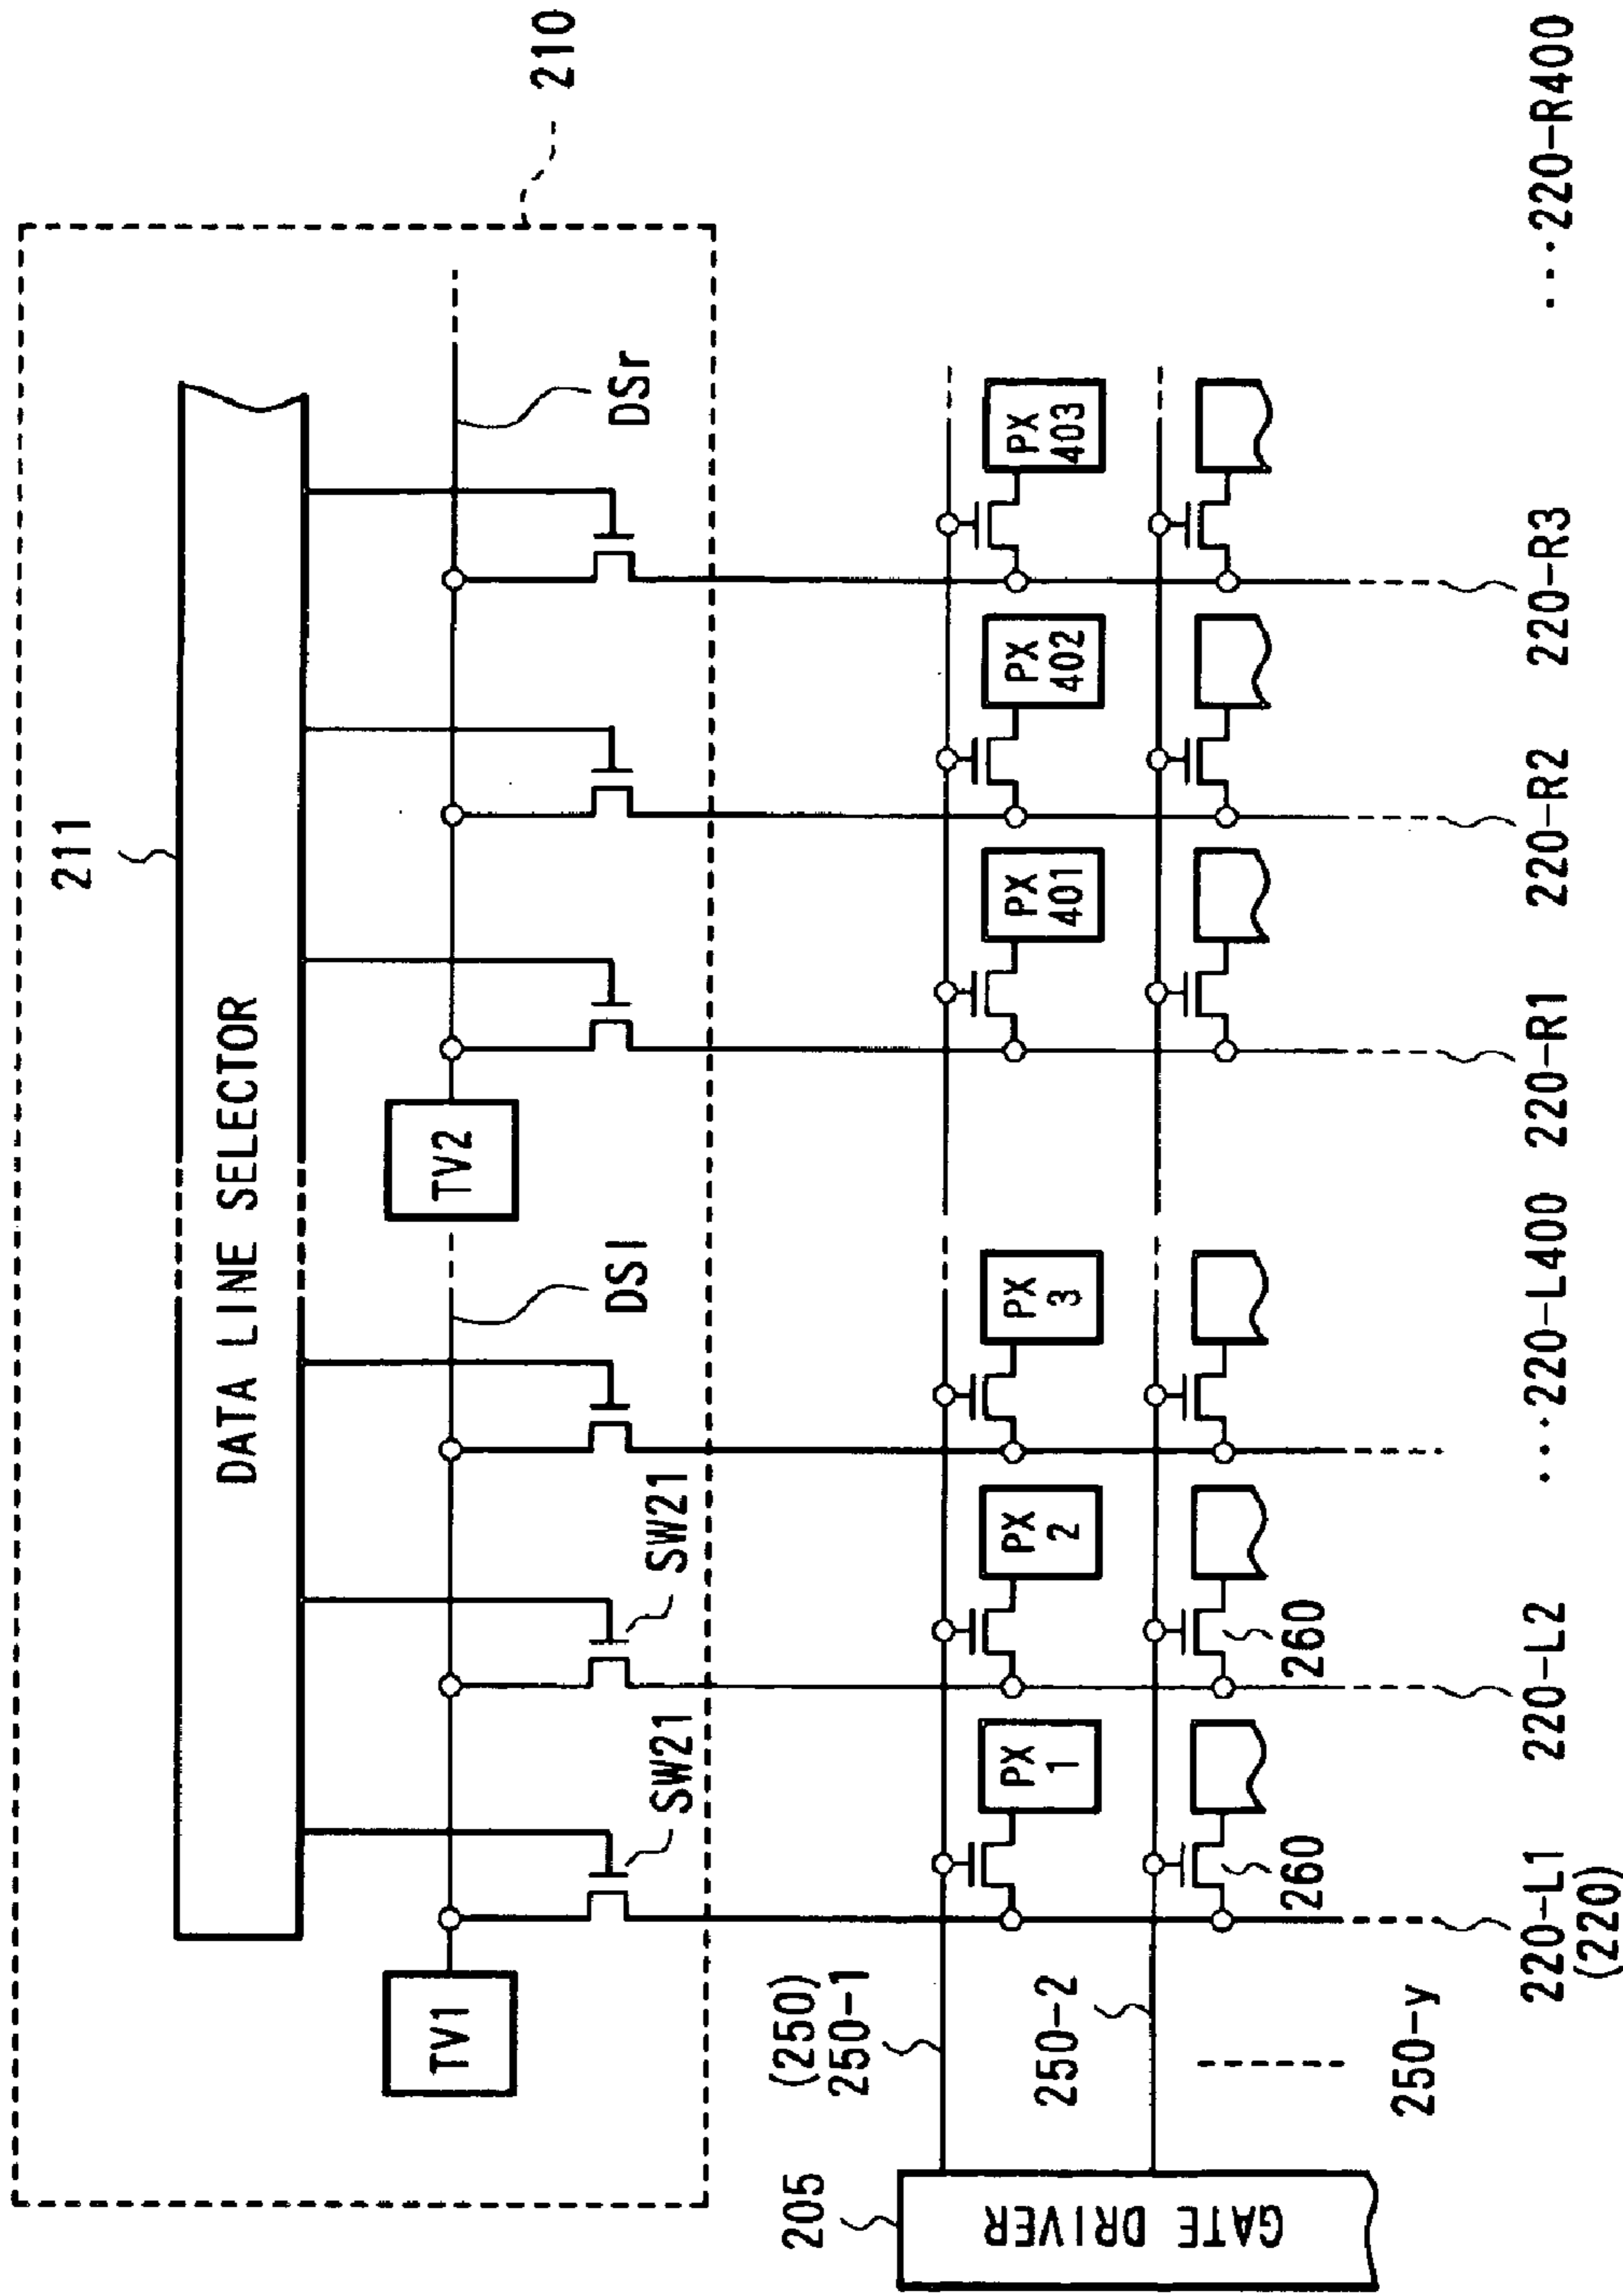 210
211
DATA LINE SELECTOR
TV1
TV2
DSl
DSr
SW21
SW21
205
GATE DRIVER
(250)
250-1
250-2
250-y
PX
1
PX
2
PX
3
PX
401
PX
402
PX
403
260
260
220-L1
(220)
220-L2
···220-L400
220-R1
220-R2
220-R3
···220-R400